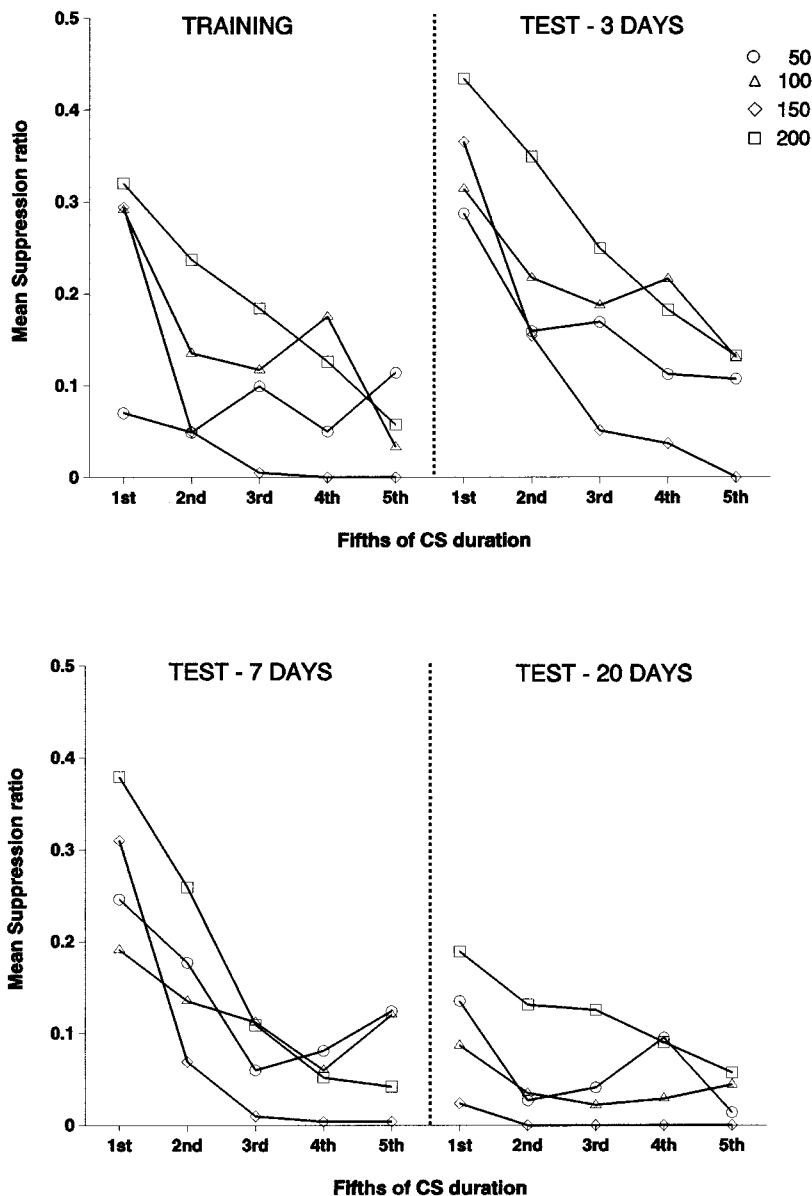 TRAINING
TEST - 3 DAYS
50
100
150
200
Mean Suppression ratio
0.5
0.4
0.3
0.2
0.1
0
1st 2nd 3rd 4th 5th
1st 2nd 3rd 4th 5th
Fifths of CS duration
TEST - 7 DAYS
TEST - 20 DAYS
Mean Suppression ratio
0.5
0.4
0.3
0.2
0.1
0
1st 2nd 3rd 4th 5th
1st 2nd 3rd 4th 5th
Fifths of CS duration